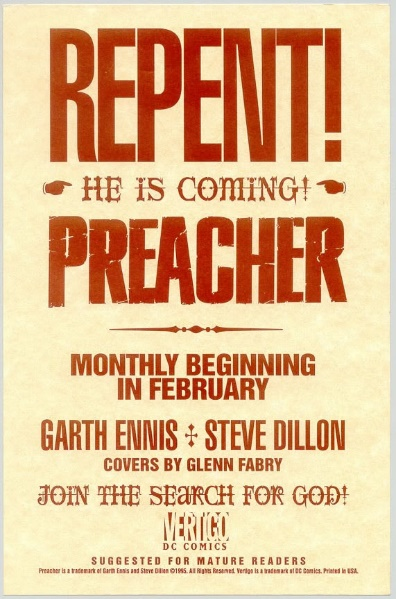 REPENT!
HE IS COMING!
PREACHER
MONTHLY BEGINNING
IN FEBRUARY
GARTH ENNIS ‡ STEVE DILLON
COVERS BY GLENN FABRY
JOIN THE SEaRCH FOR GOD!
VERTIGO
DC COMICS
SUGGESTED FOR MATURE READERS
Preacher is a trademark of Garth Ennis and Steve Dillon ©1995. All Rights Reserved. Vertigo is a trademark of DC Comics. Printed in USA.